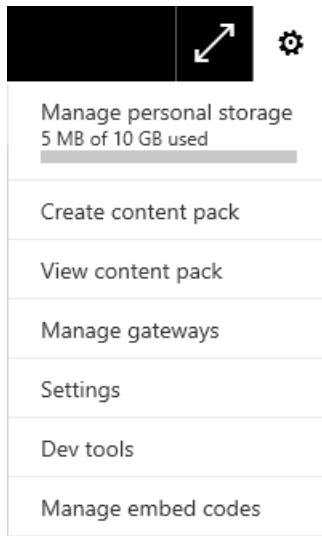 Manage personal storage
5 MB of 10 GB used
Create content pack
View content pack
Manage gateways
Settings
Dev tools
Manage embed codes